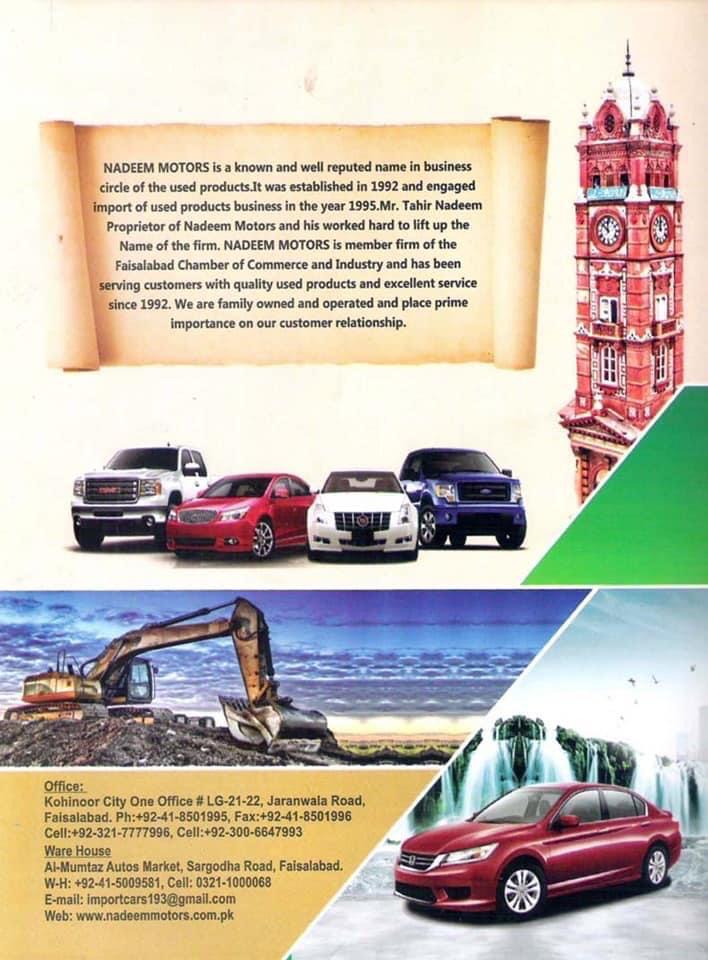 NADEEM MOTORS is a known and well reputed name in business
circle of the used products.It was established in 1992 and engaged
import of used products business in the year 1995.Mr. Tahir Nadeem
Proprietor of Nadeem Motors and his worked hard to lift up the
Name of the firm. NADEEM MOTORS is member firm of the
Faisalabad Chamber of Commerce and Industry and has been
serving customers with quality used products and excellent service
since 1992. We are family owned and operated and place prime
importance on our customer relationship.
GMC
Office:
Kohinoor City One Office # LG-21-22, Jaranwala Road,
Faisalabad. Ph:+92-41-8501995, Fax:+92-41-8501996
Cell:+92-321-7777996, Cell:+92-300-6647993
Ware House
Al-Mumtaz Autos Market, Sargodha Road, Faisalabad.
W-H: +92-41-5009581, Cell: 0321-1000068
E-mail: importcars193@gmail.com
Web: www.nadeemmotors.com.pk